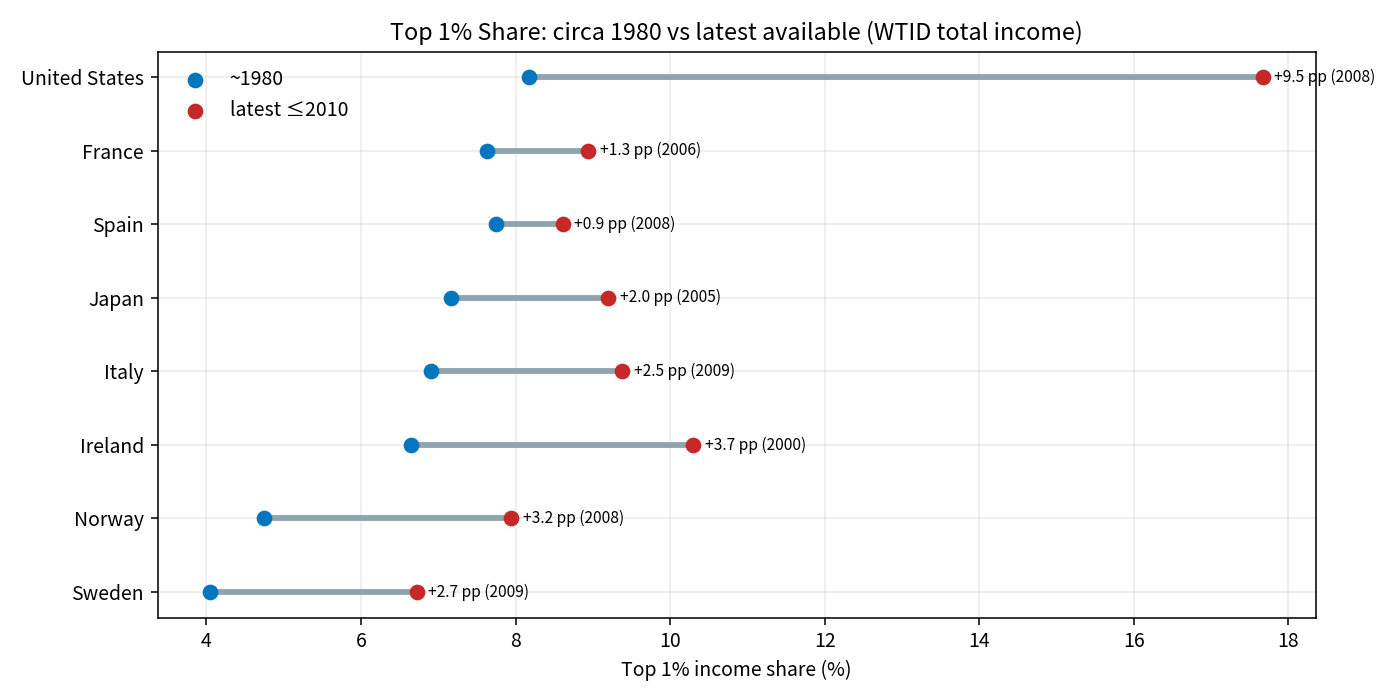 Top 1% Share: circa 1980 vs latest available (WTID total income)
~1980
latest ≤2010
United States
+9.5 pp (2008)
France
+1.3 pp (2006)
Spain
+0.9 pp (2008)
Japan
+2.0 pp (2005)
Italy
+2.5 pp (2009)
Ireland
+3.7 pp (2000)
Norway
+3.2 pp (2008)
Sweden
+2.7 pp (2009)
4 6 8 10 12 14 16 18
Top 1% income share (%)